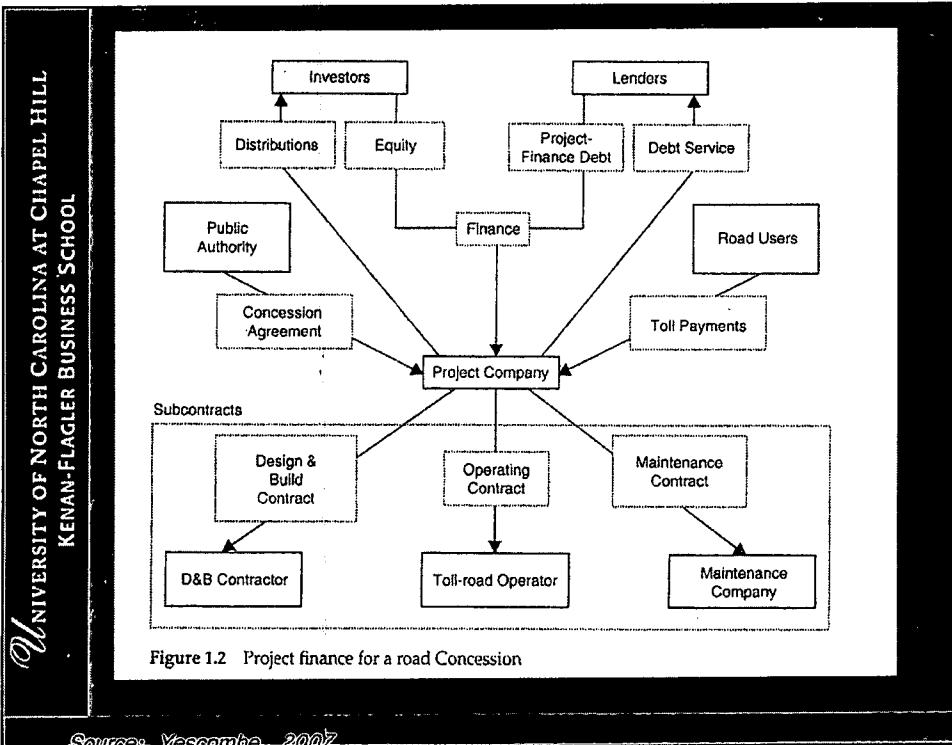 UNIVERSITY OF NORTH CAROLINA AT CHAPEL HILL
KENAN-FLAGLER BUSINESS SCHOOL
Investors
Lenders
Distributions
Equity
Project-
Finance Debt
Debt Service
Public
Authority
Finance
Road Users
Concession
Agreement
Toll Payments
Project Company
Subcontracts
Design &
Build
Contract
Operating
Contract
Maintenance
Contract
D&B Contractor
Toll-road Operator
Maintenance
Company
Figure 1.2 Project finance for a road Concession
Source: Yescombe, 2007